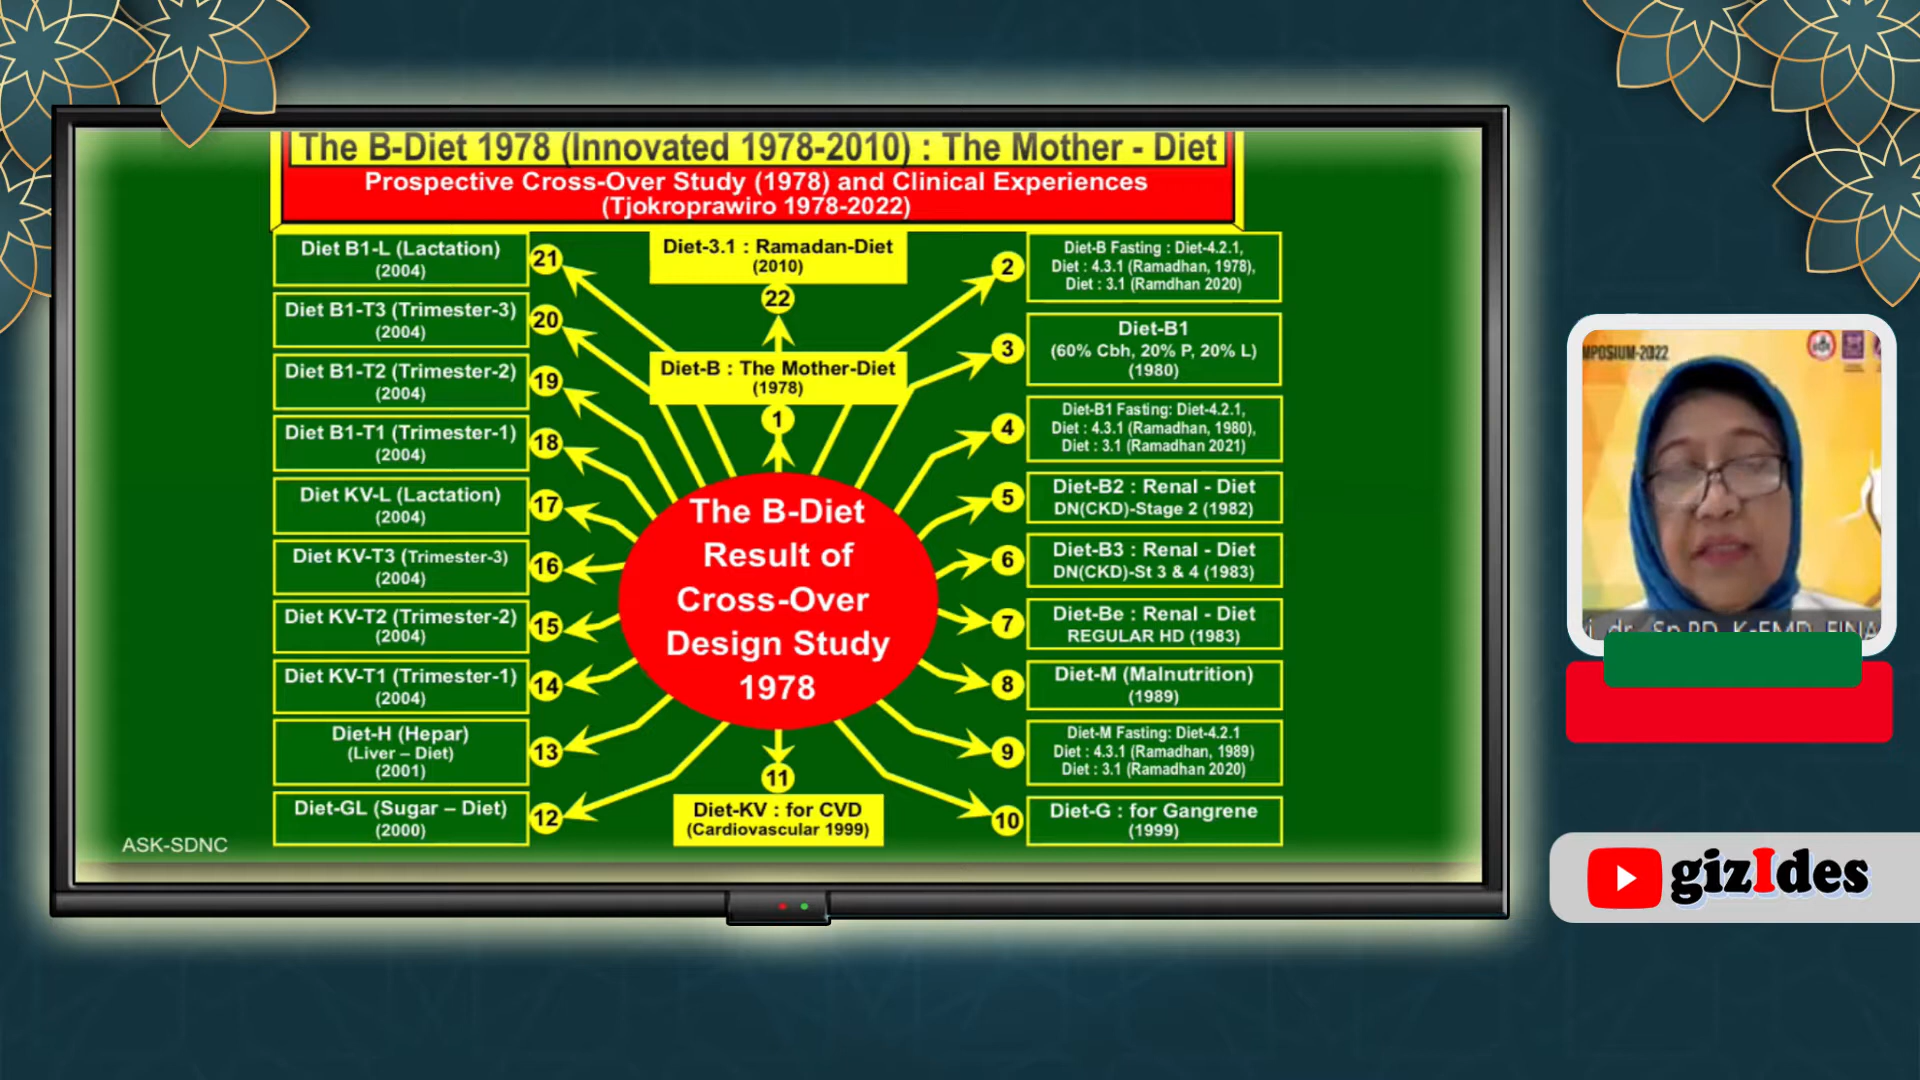 The B-Diet 1978 (Innovated 1978-2010) : The Mother - Diet
Prospective Cross-Over Study (1978) and Clinical Experiences
(Tjokroprawiro 1978-2022)
Diet B1-L (Lactation)
(2004)
21
Diet B1-T3 (Trimester-3)
(2004)
20
Diet B1-T2 (Trimester-2)
(2004)
19
Diet B1-T1 (Trimester-1)
(2004)
18
Diet KV-L (Lactation)
(2004)
17
Diet KV-T3 (Trimester-3)
(2004)
16
Diet KV-T2 (Trimester-2)
(2004)
15
Diet KV-T1 (Trimester-1)
(2004)
14
Diet-H (Hepar)
(Liver – Diet)
(2001)
13
Diet-GL (Sugar – Diet)
(2000)
12
Diet-3.1 : Ramadan-Diet
(2010)
22
Diet-B : The Mother-Diet
(1978)
1
The B-Diet
Result of
Cross-Over
Design Study
1978
11
Diet-KV : for CVD
(Cardiovascular 1999)
2
Diet-B Fasting : Diet-4.2.1,
Diet : 4.3.1 (Ramadhan, 1978),
Diet : 3.1 (Ramdhan 2020)
3
Diet-B1
(60% Cbh, 20% P, 20% L)
(1980)
4
Diet-B1 Fasting: Diet-4.2.1,
Diet : 4.3.1 (Ramadhan, 1980),
Diet : 3.1 (Ramadhan 2021)
5
Diet-B2 : Renal - Diet
DN(CKD)-Stage 2 (1982)
6
Diet-B3 : Renal - Diet
DN(CKD)-St 3 & 4 (1983)
7
Diet-Be : Renal - Diet
REGULAR HD (1983)
8
Diet-M (Malnutrition)
(1989)
9
Diet-M Fasting: Diet-4.2.1
Diet : 4.3.1 (Ramadhan, 1989)
Diet : 3.1 (Ramadhan 2020)
10
Diet-G : for Gangrene
(1999)
ASK-SDNC
MPOSIUM-2022
gizIdes